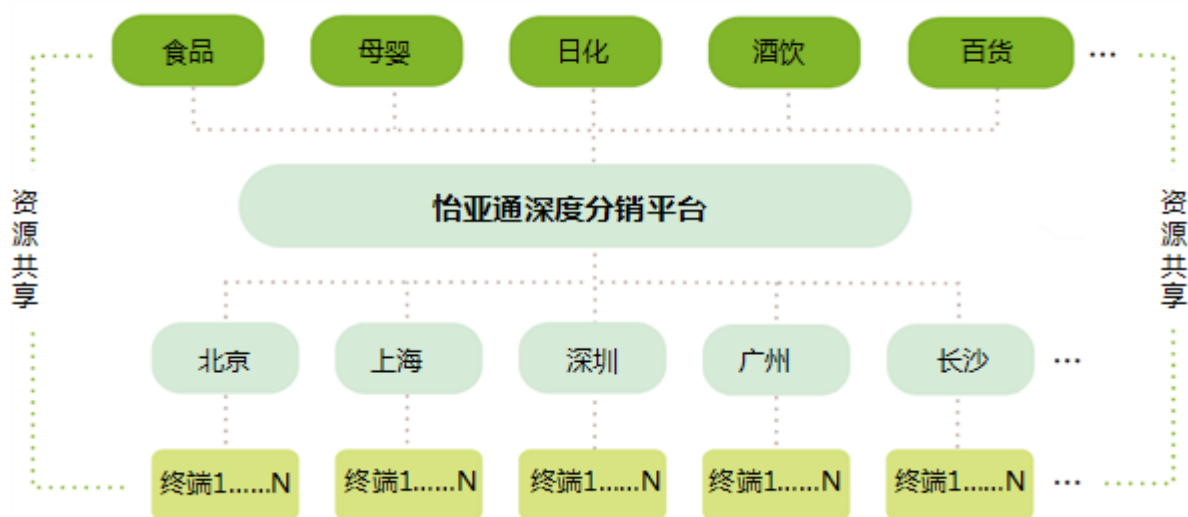 食品
母婴
日化
酒饮
百货
...
资源共享
怡亚通深度分销平台
资源共享
北京
上海
深圳
广州
长沙
...
终端1......N
终端1......N
终端1......N
终端1......N
终端1......N
...